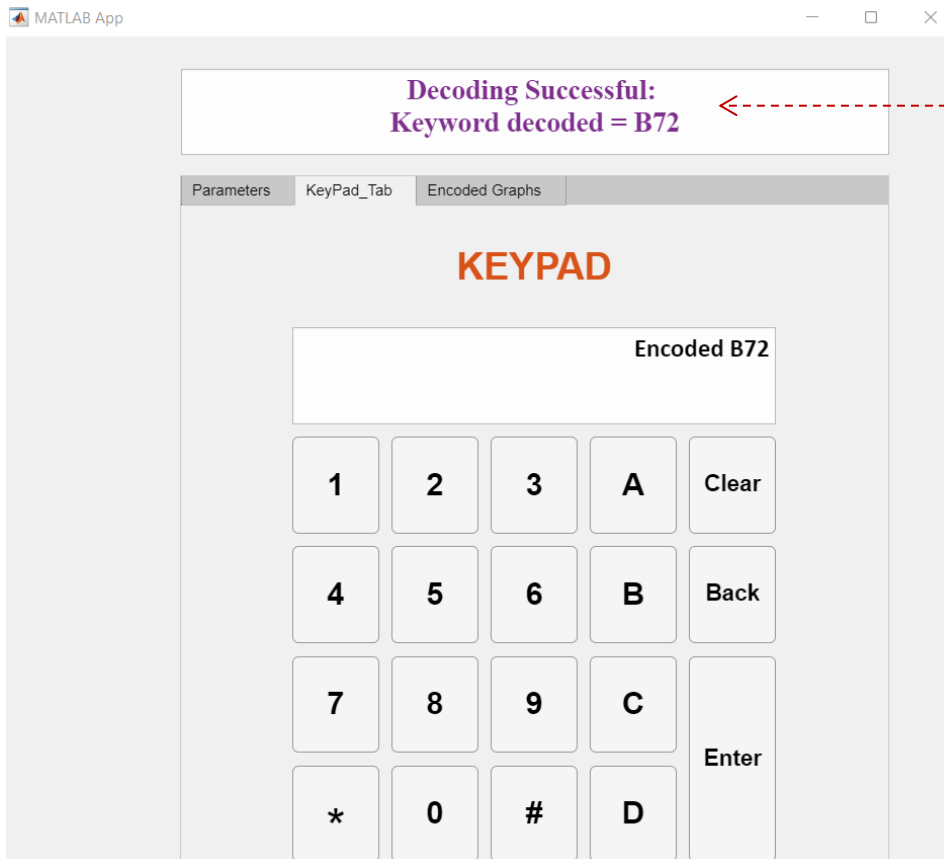 MATLAB App
Decoding Successful:
Keyword decoded = B72
Parameters KeyPad_Tab Encoded Graphs
KEYPAD
Encoded B72
1 2 3 A Clear
4 5 6 B Back
7 8 9 C
Enter
* 0 # D